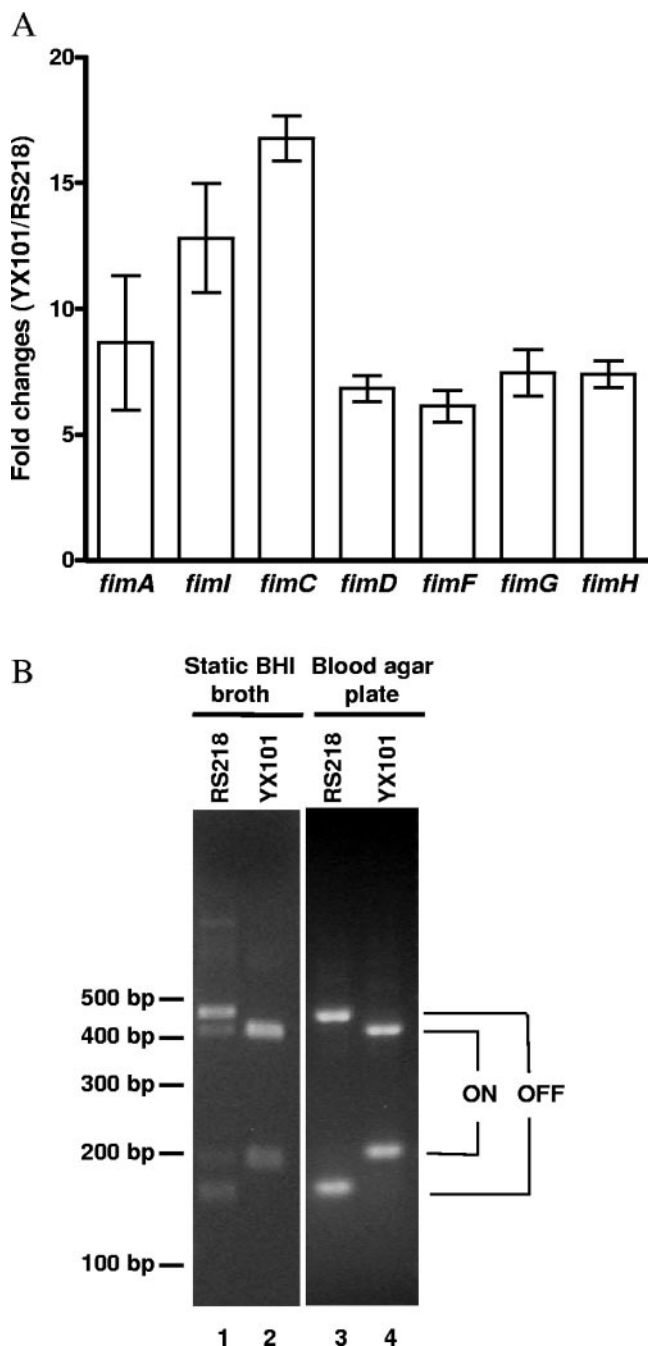 A
Fold changes (YX101/RS218)
20
15
10
5
0
fimA fimI fimC fimD fimF fimG fimH
B
Static BHI broth
Blood agar plate
RS218 YX101 RS218 YX101
500 bp
400 bp
300 bp
200 bp
100 bp
ON OFF
1 2 3 4